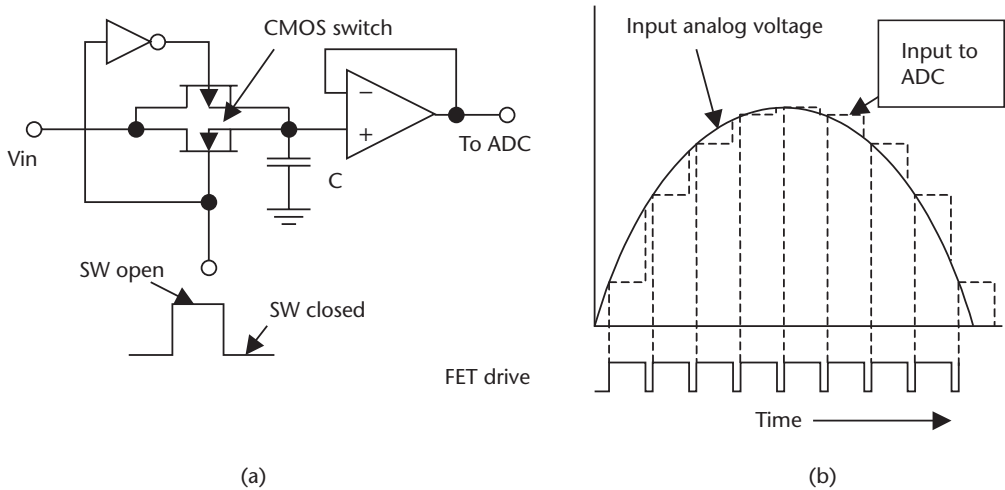 CMOS switch
−
+
Vin
To ADC
C
SW open
SW closed
FET drive
(a)
Input analog voltage
Input to
ADC
Time
(b)